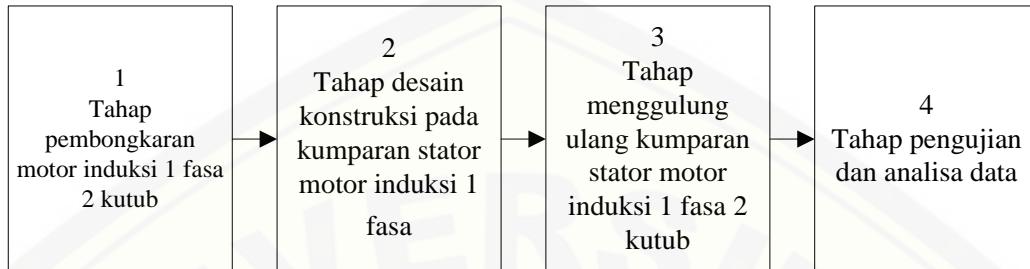 1
Tahap
pembongkaran
motor induksi 1 fasa
2 kutub
2
Tahap desain
konstruksi pada
kumparan stator
motor induksi 1
fasa
3
Tahap
menggulung
ulang kumparan
stator motor
induksi 1 fasa 2
kutub
4
Tahap pengujian
dan analisa data